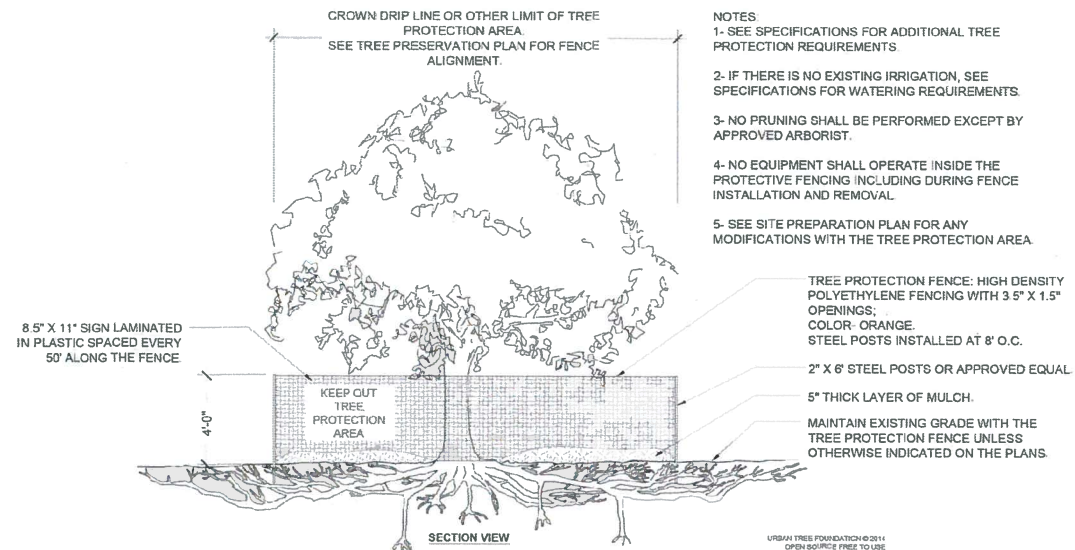 CROWN DRIP LINE OR OTHER LIMIT OF TREE
PROTECTION AREA.
SEE TREE PRESERVATION PLAN FOR FENCE
ALIGNMENT.
NOTES:
1- SEE SPECIFICATIONS FOR ADDITIONAL TREE
PROTECTION REQUIREMENTS.
2- IF THERE IS NO EXISTING IRRIGATION, SEE
SPECIFICATIONS FOR WATERING REQUIREMENTS.
3- NO PRUNING SHALL BE PERFORMED EXCEPT BY
APPROVED ARBORIST.
4- NO EQUIPMENT SHALL OPERATE INSIDE THE
PROTECTIVE FENCING INCLUDING DURING FENCE
INSTALLATION AND REMOVAL
5- SEE SITE PREPARATION PLAN FOR ANY
MODIFICATIONS WITH THE TREE PROTECTION AREA.
8.5" X 11" SIGN LAMINATED
IN PLASTIC SPACED EVERY
50' ALONG THE FENCE.
TREE PROTECTION FENCE: HIGH DENSITY
POLYETHYLENE FENCING WITH 3.5" X 1.5"
OPENINGS;
COLOR- ORANGE.
STEEL POSTS INSTALLED AT 8' O.C.
2" X 6' STEEL POSTS OR APPROVED EQUAL.
5" THICK LAYER OF MULCH.
MAINTAIN EXISTING GRADE WITH THE
TREE PROTECTION FENCE UNLESS
OTHERWISE INDICATED ON THE PLANS.
4'-0"
KEEP OUT
TREE
PROTECTION
AREA
SECTION VIEW
URBAN TREE FOUNDATION © 2014
OPEN SOURCE FREE TO USE